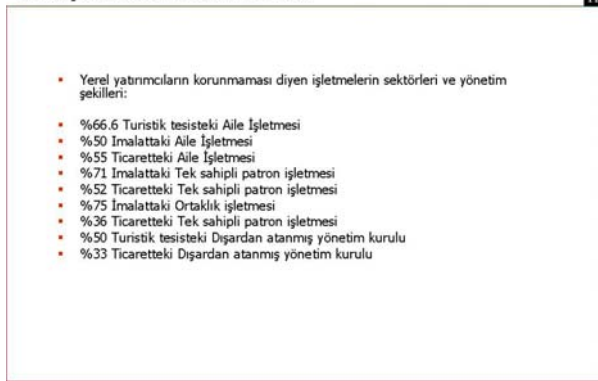 ▪ Yerel yatırımcıların korunmaması diyen işletmelerin sektörleri ve yönetim
şekilleri:
▪ %66.6 Turistik tesisteki Aile İşletmesi
▪ %50 Imalattaki Aile İşletmesi
▪ %55 Ticaretteki Aile İşletmesi
▪ %71 Imalattaki Tek sahipli patron işletmesi
▪ %52 Ticaretteki Tek sahipli patron işletmesi
▪ %75 İmalattaki Ortaklık işletmesi
▪ %36 Ticaretteki Tek sahipli patron işletmesi
▪ %50 Turistik tesisteki Dışardan atanmış yönetim kurulu
▪ %33 Ticaretteki Dışardan atanmış yönetim kurulu